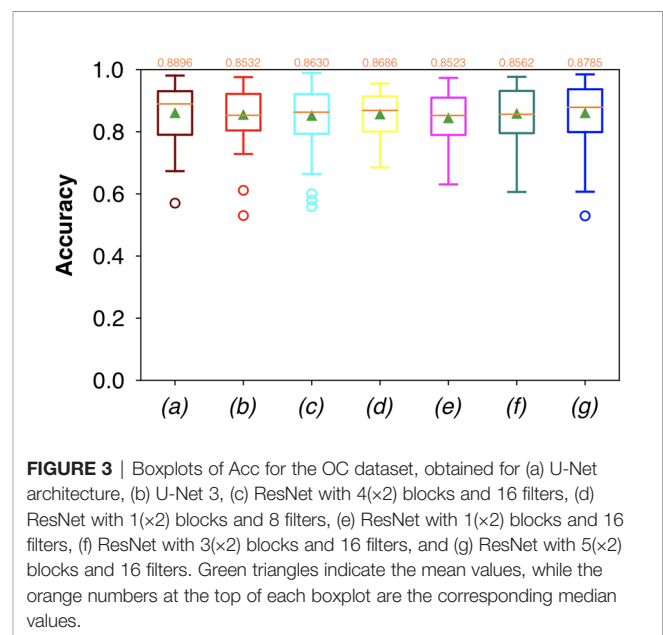 0.8896 0.8532 0.8630 0.8686 0.8523 0.8562 0.8785
1.0
0.8
0.6
0.4
0.2
0.0
Accuracy
(a) (b) (c) (d) (e) (f) (g)
FIGURE 3 | Boxplots of Acc for the OC dataset, obtained for (a) U-Net
architecture, (b) U-Net 3, (c) ResNet with 4(×2) blocks and 16 filters, (d)
ResNet with 1(×2) blocks and 8 filters, (e) ResNet with 1(×2) blocks and 16
filters, (f) ResNet with 3(×2) blocks and 16 filters, and (g) ResNet with 5(×2)
blocks and 16 filters. Green triangles indicate the mean values, while the
orange numbers at the top of each boxplot are the corresponding median
values.